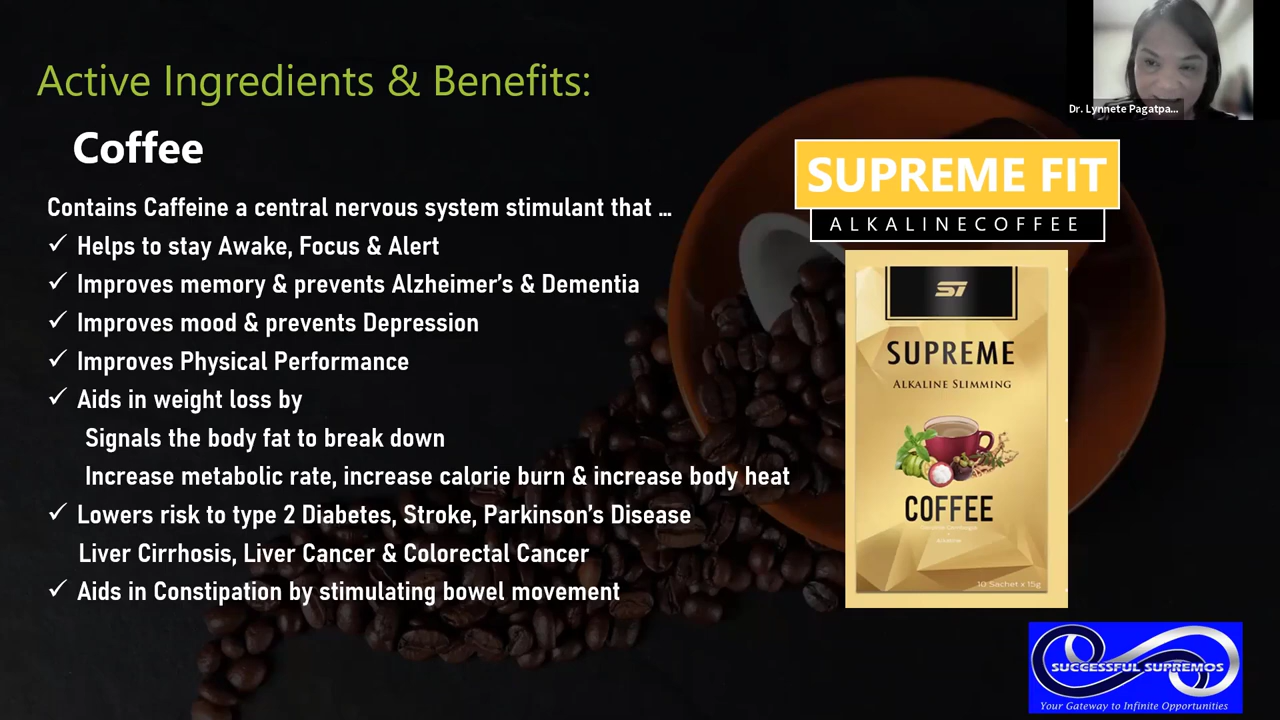 Active Ingredients & Benefits:
Dr. Lynnete Pagatpa...
Coffee
SUPREME FIT
ALKALINECOFFEE
Contains Caffeine a central nervous system stimulant that ...
✓ Helps to stay Awake, Focus & Alert
✓ Improves memory & prevents Alzheimer's & Dementia
✓ Improves mood & prevents Depression
✓ Improves Physical Performance
✓ Aids in weight loss by
Signals the body fat to break down
Increase metabolic rate, increase calorie burn & increase body heat
✓ Lowers risk to type 2 Diabetes, Stroke, Parkinson's Disease
Liver Cirrhosis, Liver Cancer & Colorectal Cancer
✓ Aids in Constipation by stimulating bowel movement
SUPREME
ALKALINE SLIMMING
COFFEE
10 Sachet x 15g
SUCCESSFUL SUPREMOS
Your Gateway to Infinite Opportunities